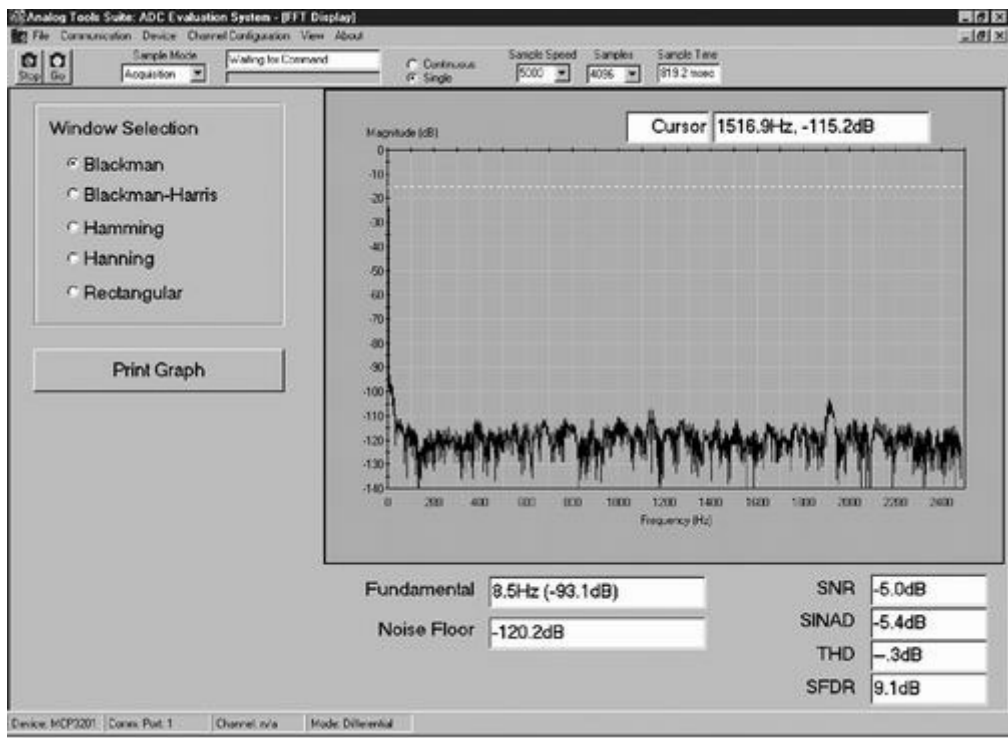 Analog Tools Suite: ADC Evaluation System - [FFT Display]
File Communication Device Channel Configuration View About
Stop Go
Sample Mode
Acquisition
Waiting for Command
Continuous
Single
Sample Speed
5000
Samples
4096
Sample Time
819.2 msec
Window Selection
Blackman
Blackman-Harris
Hamming
Hanning
Rectangular
Print Graph
Magnitude (dB)
Cursor 1516.9Hz, -115.2dB
0
-10
-20
-30
-40
-50
-60
-70
-80
-90
-100
-110
-120
-130
-140
0 200 400 600 800 1000 1200 1400 1600 1800 2000 2200 2400
Frequency (Hz)
Fundamental 8.5Hz (-93.1dB)
Noise Floor -120.2dB
SNR -5.0dB
SINAD -5.4dB
THD --.3dB
SFDR 9.1dB
Device: MCP3201 Comm. Port: 1 Channel: n/a Mode: Differential